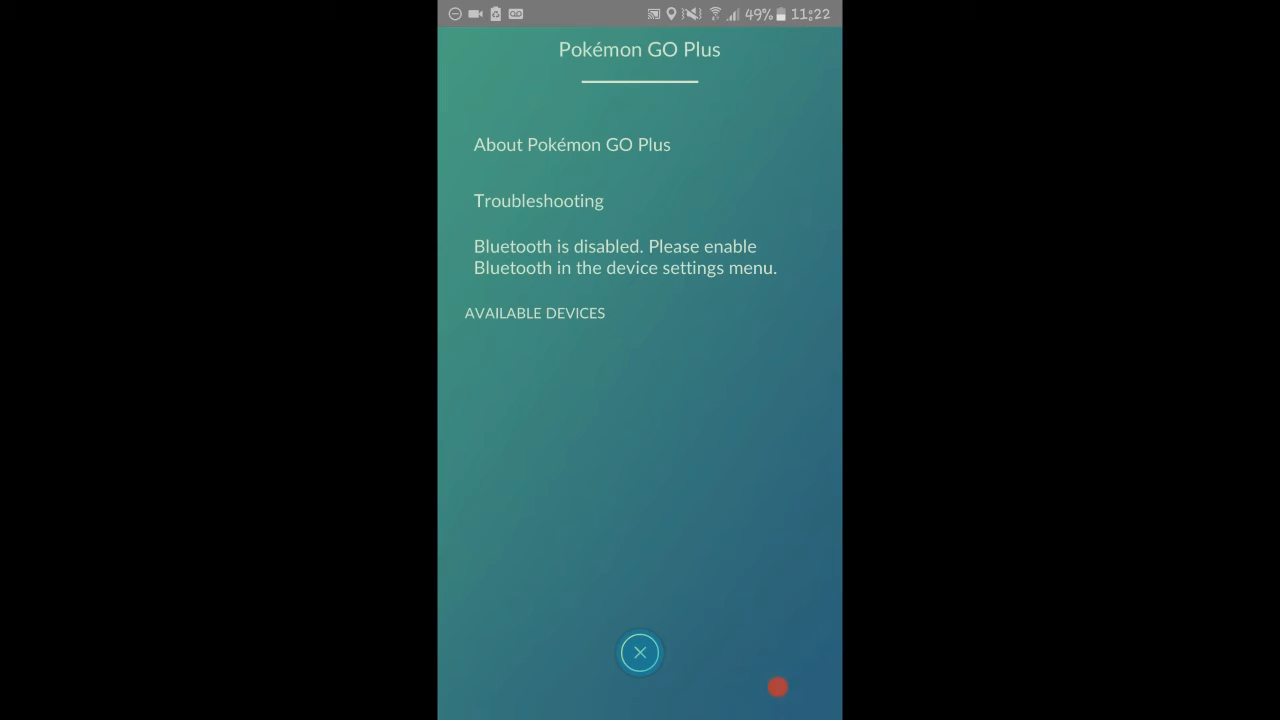 49% 11:22
Pokémon GO Plus
About Pokémon GO Plus
Troubleshooting
Bluetooth is disabled. Please enable
Bluetooth in the device settings menu.
AVAILABLE DEVICES